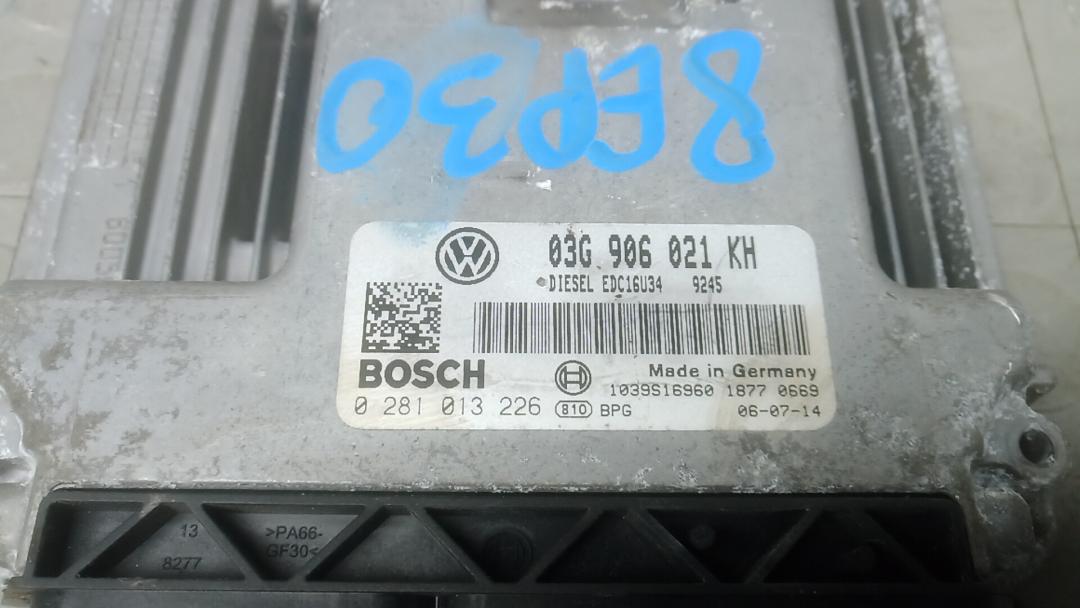 8EP30
03G 906 021 KH
DIESEL EDC16U34 9245
BOSCH
Made in Germany
1039S16960 1877 0669
0 281 013 226 810 BPG 06-07-14
13
8277
>PA66-
GF30<